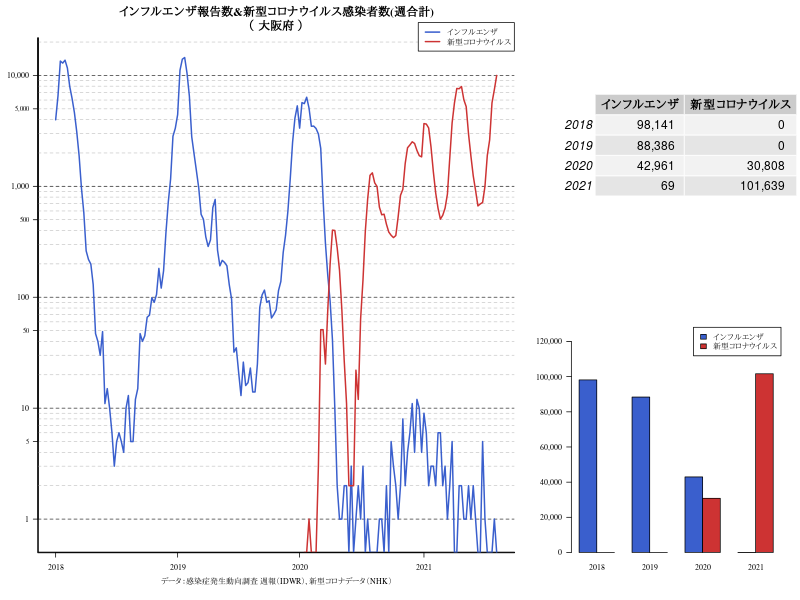 インフルエンザ報告数&新型コロナウイルス感染者数(週合計)
( 大阪府 )
インフルエンザ
新型コロナウイルス
10,000
5,000
1,000
500
100
50
10
5
1
2018 2019 2020 2021
データ:感染症発生動向調査 週報(IDWR)、新型コロナデータ(NHK)
インフルエンザ 新型コロナウイルス
2018 98,141 0
2019 88,386 0
2020 42,961 30,808
2021 69 101,639
インフルエンザ
新型コロナウイルス
120,000
100,000
80,000
60,000
40,000
20,000
0
2018 2019 2020 2021